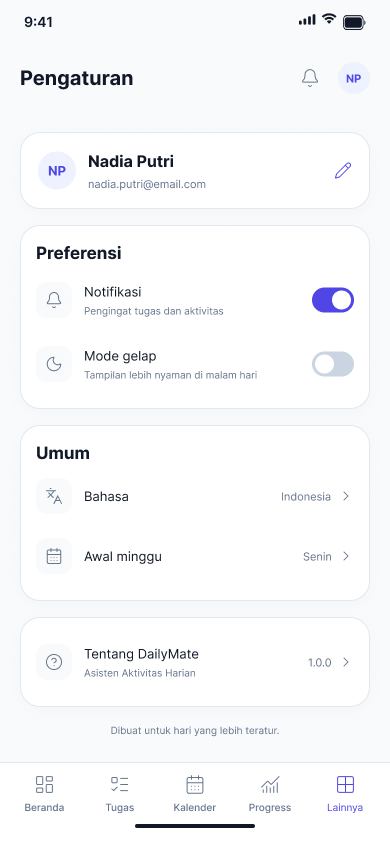 9:41
Pengaturan
NP
NP
Nadia Putri
nadia.putri@email.com
Preferensi
Notifikasi
Pengingat tugas dan aktivitas
Mode gelap
Tampilan lebih nyaman di malam hari
Umum
Bahasa
Indonesia
Awal minggu
Senin
Tentang DailyMate
Asisten Aktivitas Harian
1.0.0
Dibuat untuk hari yang lebih teratur.
Beranda
Tugas
Kalender
Progress
Lainnya